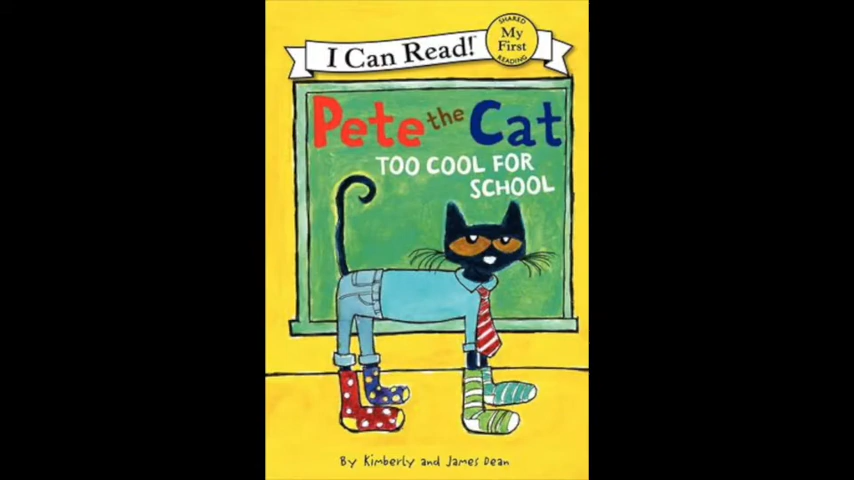 SHARED
My
First
READING
I Can Read!
Pete the Cat
TOO COOL FOR
SCHOOL
By Kimberly and James Dean